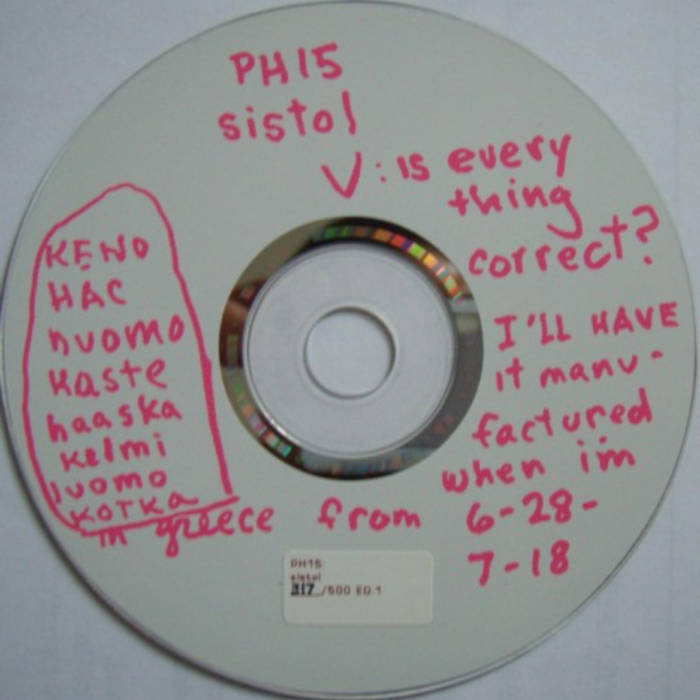 PH15
sistol
V: is every
thing
correct?
KENO
HAC
nuomo
Kaste
haaska
kelmi
luomo
KOTKA
I'LL HAVE
it manu-
factured
when im
in greece from 6-28-
7-18
PH15:
sistol
317/500 ED.1